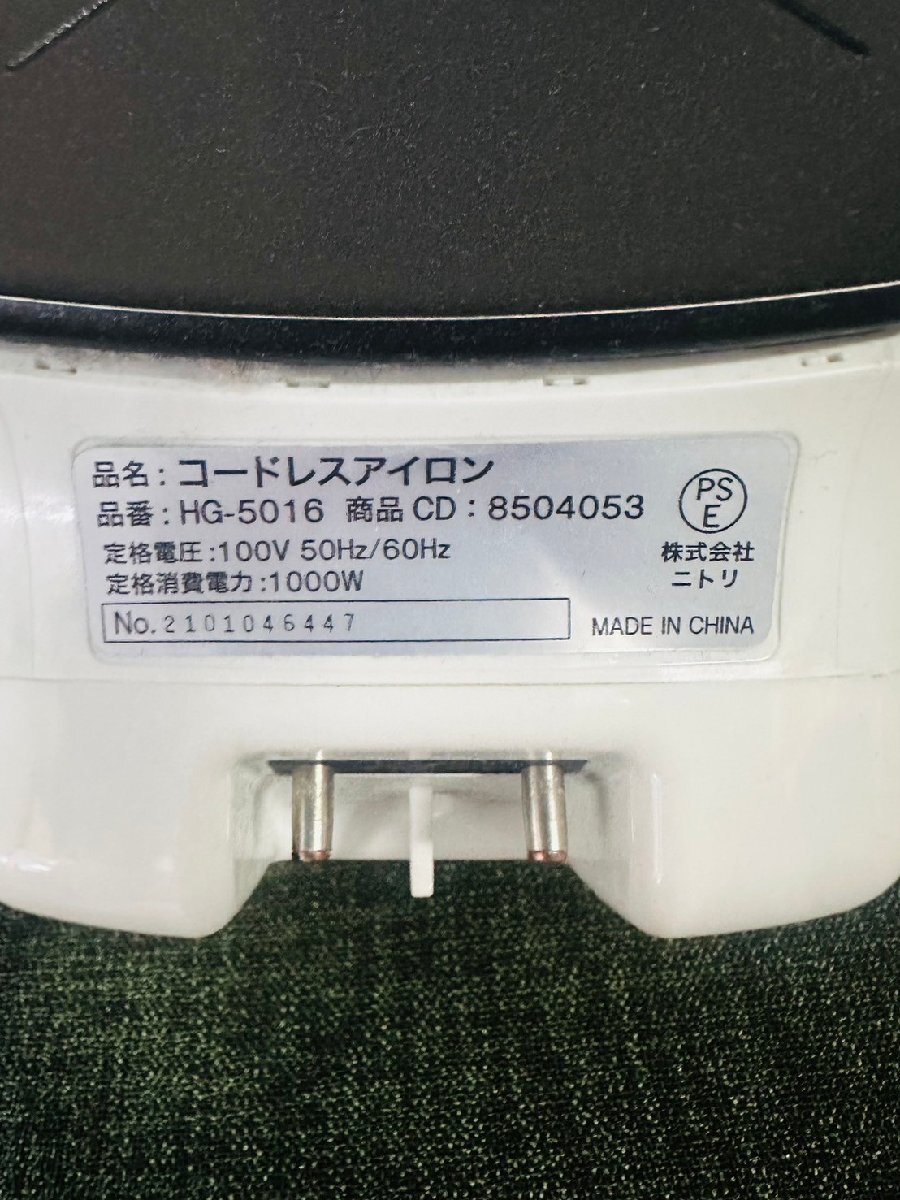 品名:コードレスアイロン
品番:HG-5016 商品CD:8504053
定格電圧:100V 50Hz/60Hz
定格消費電力:1000W
No.2101046447
PS
E
株式会社
ニトリ
MADE IN CHINA